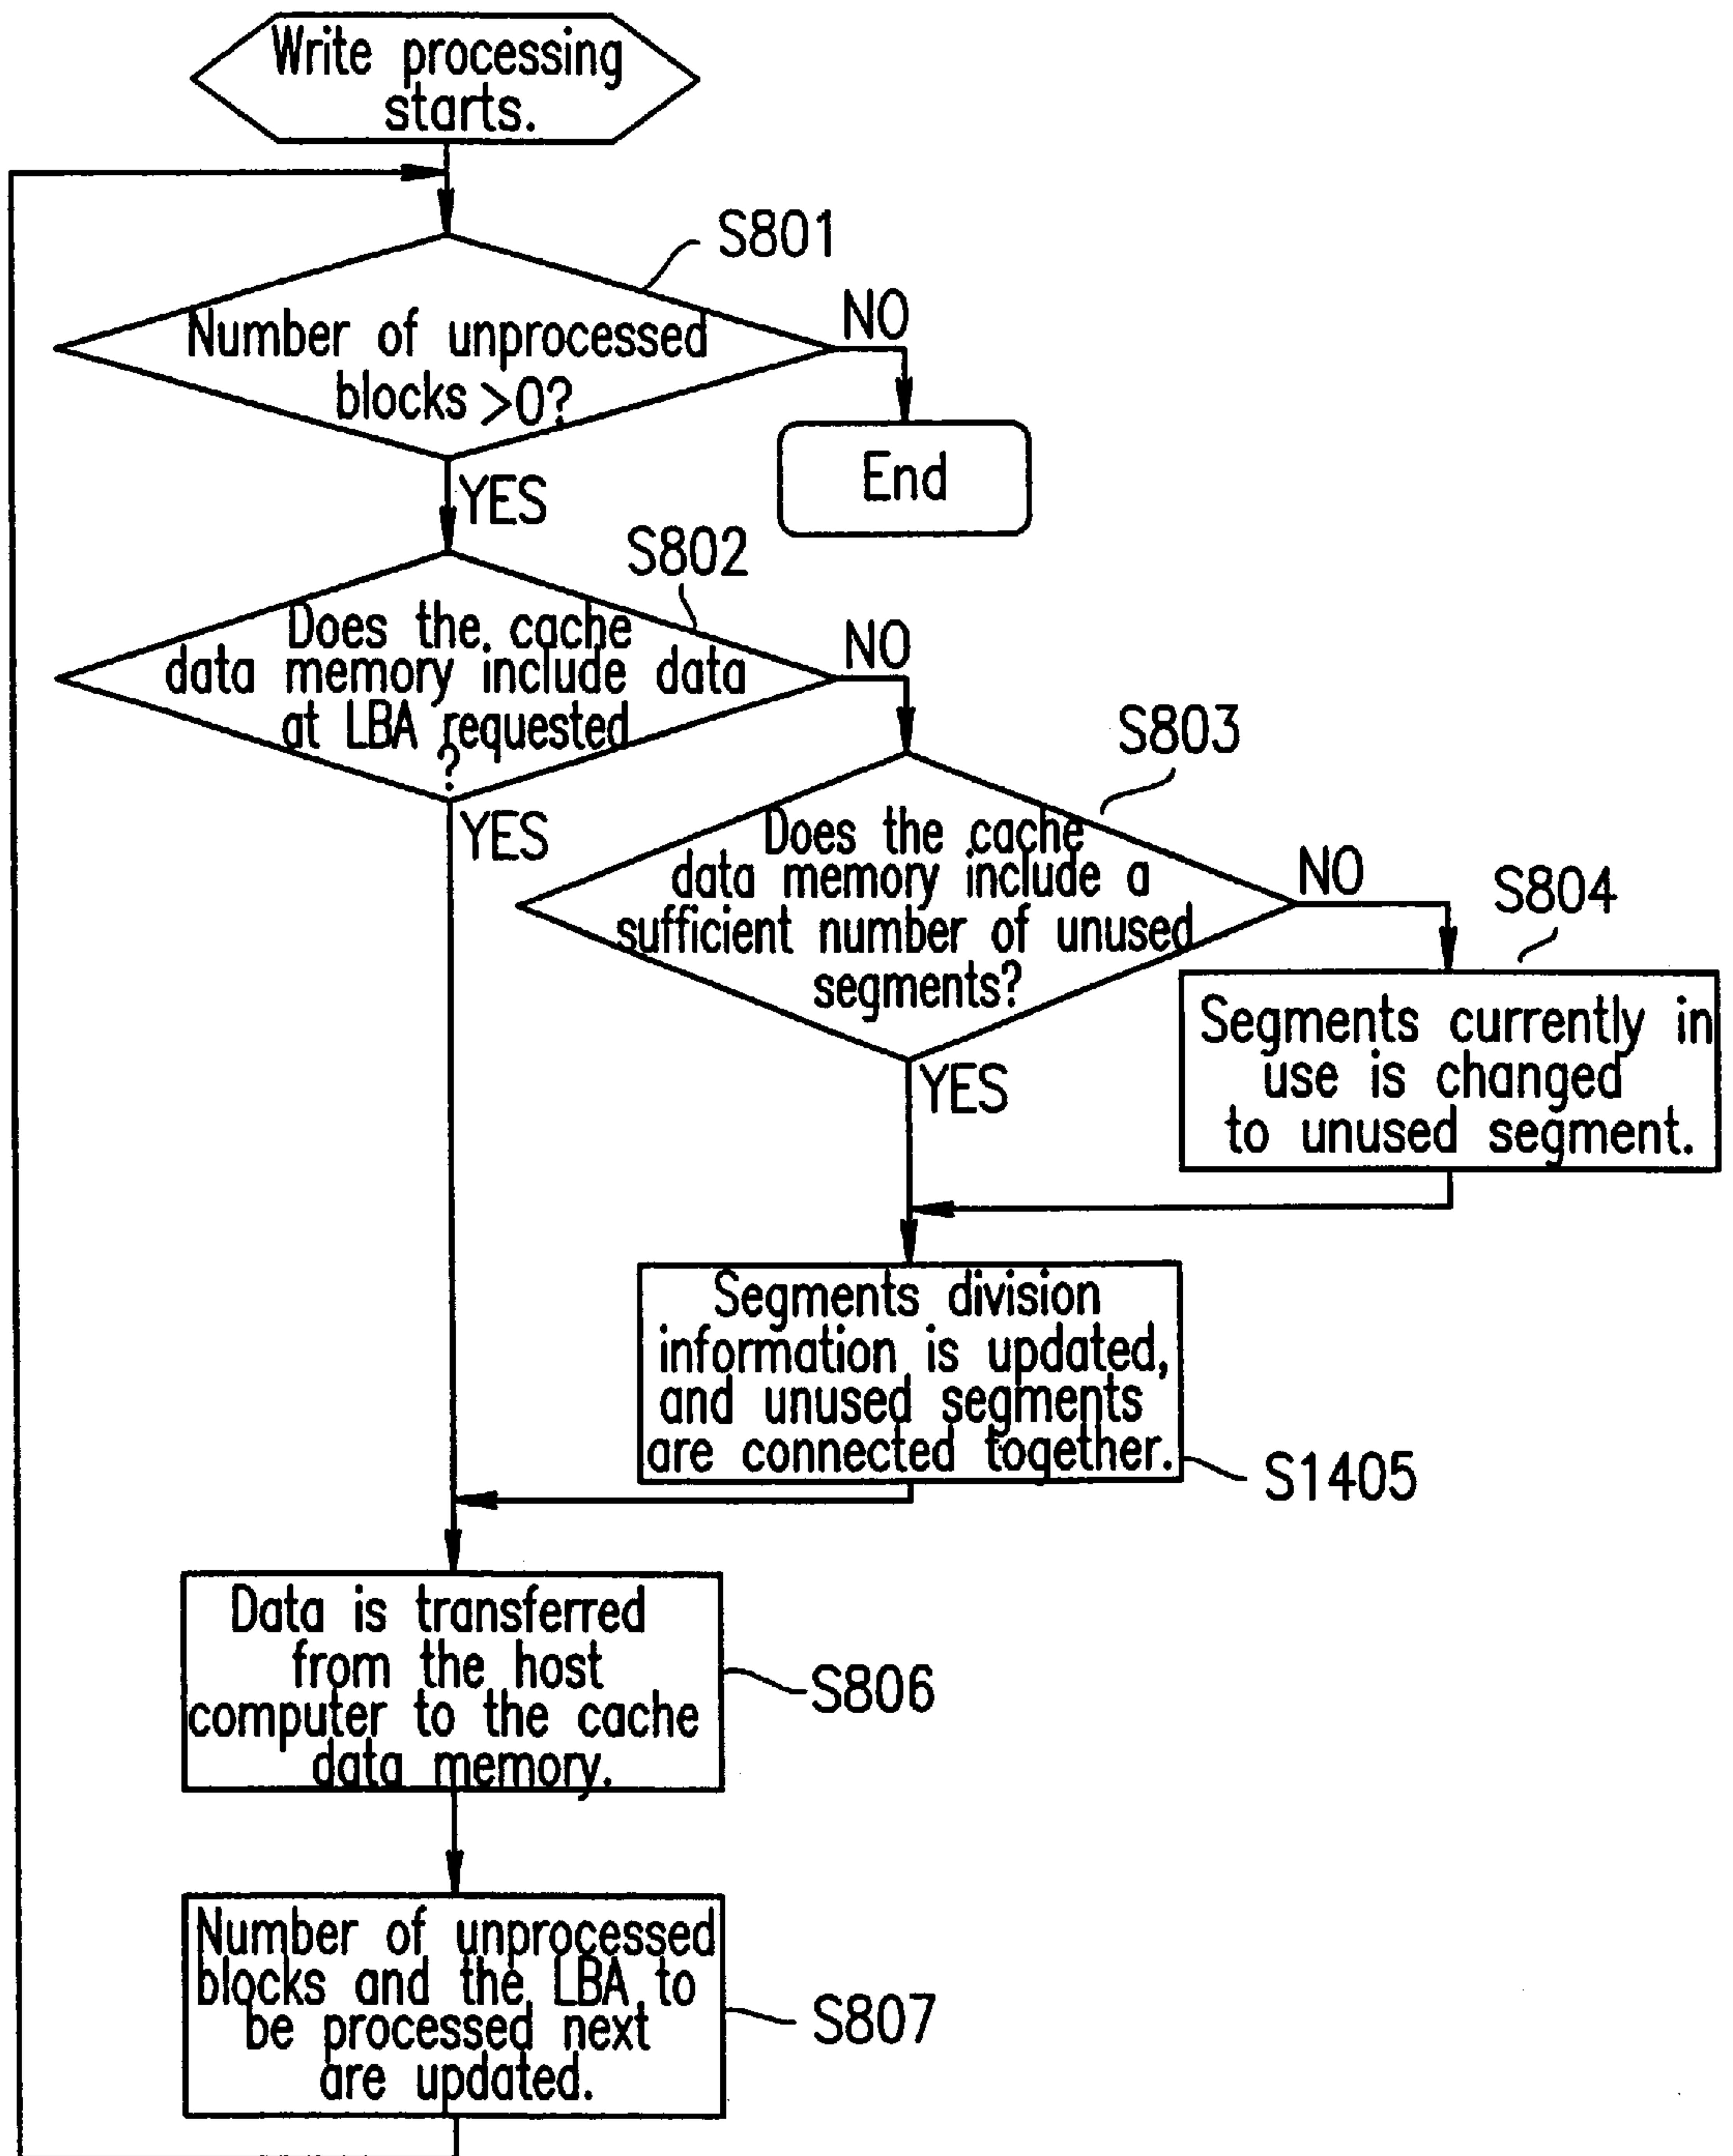 Write processing
starts.
S801
Number of unprocessed
blocks >0?
NO
End
YES
S802
Does the cache
data memory include data
at LBA requested
?
NO
YES
S803
Does the cache
data memory include a
sufficient number of unused
segments?
NO
YES
S804
Segments currently in
use is changed
to unused segment.
Segments division
information is updated,
and unused segments
are connected together.
S1405
Data is transferred
from the host
computer to the cache
data memory.
S806
Number of unprocessed
blocks and the LBA to
be processed next
are updated.
S807